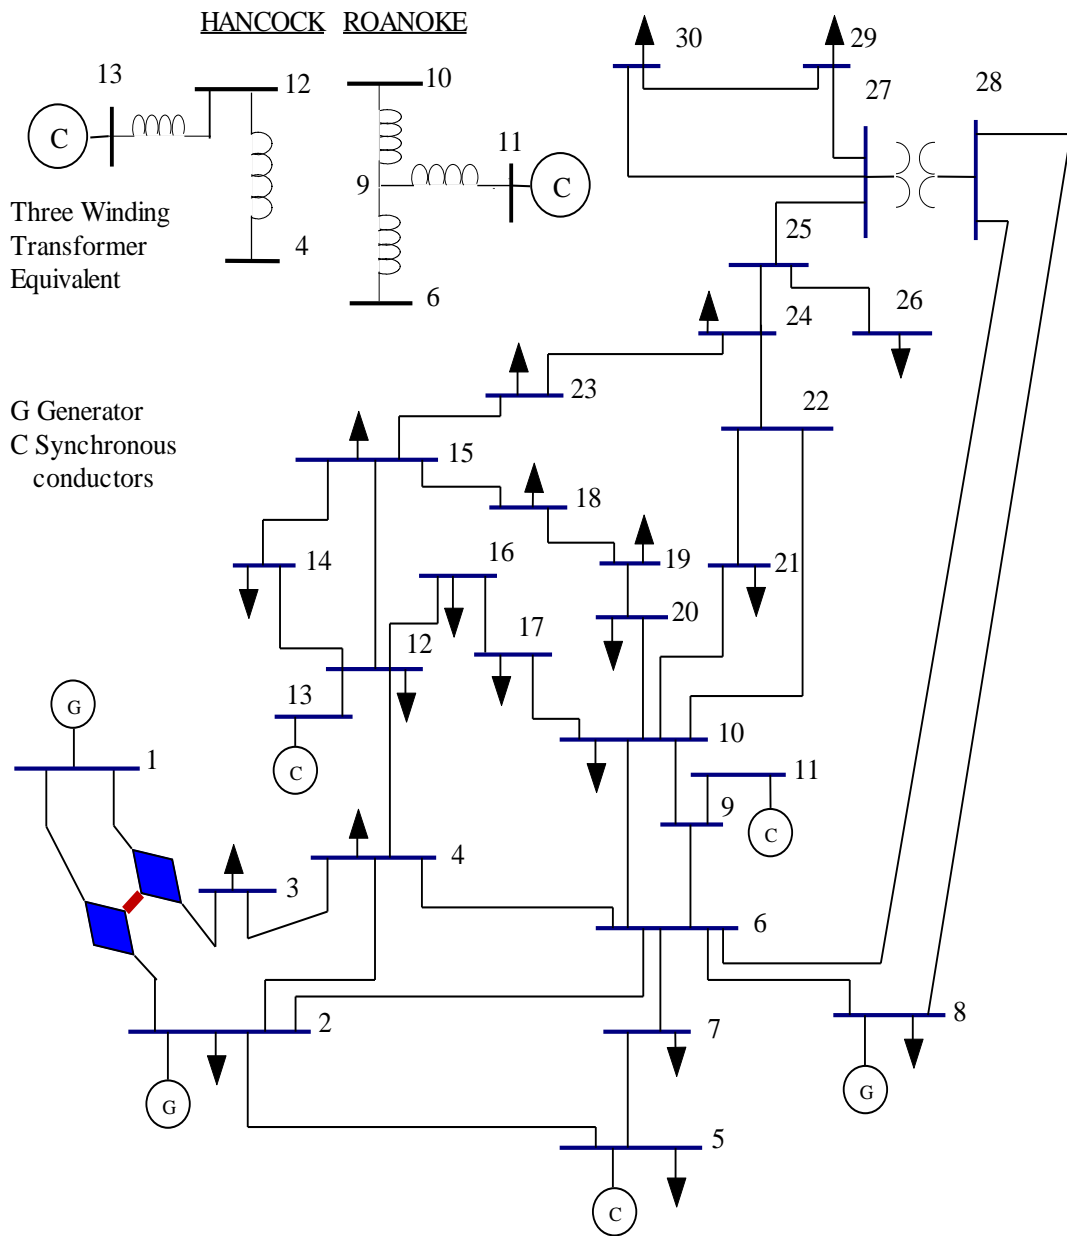 HANCOCK ROANOKE
30
29
13
12
10
27
28
C
11
C
9
Three Winding
Transformer
Equivalent
4
25
6
26
24
23
22
G Generator
C Synchronous
conductors
15
18
16
19
21
14
20
17
12
13
G
10
1
C
11
9
C
4
3
6
2
7
8
G
G
5
C